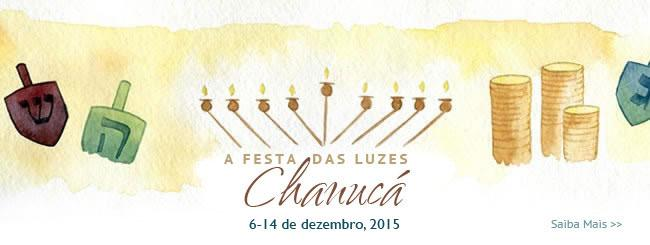 ש
ה
נ
A FESTA DAS LUZES
Chanucá
6-14 de dezembro, 2015
Saiba Mais >>